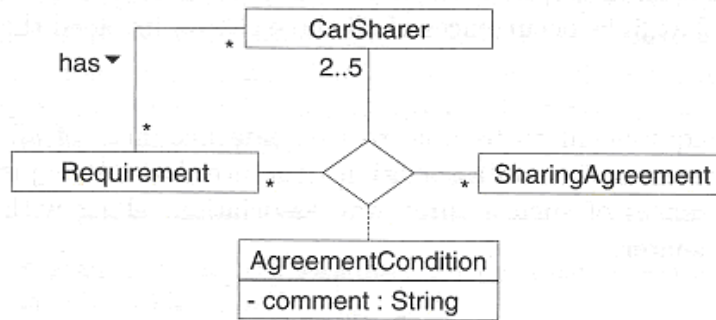 CarSharer
has
*
2..5
*
Requirement
*
*
SharingAgreement
AgreementCondition
- comment : String